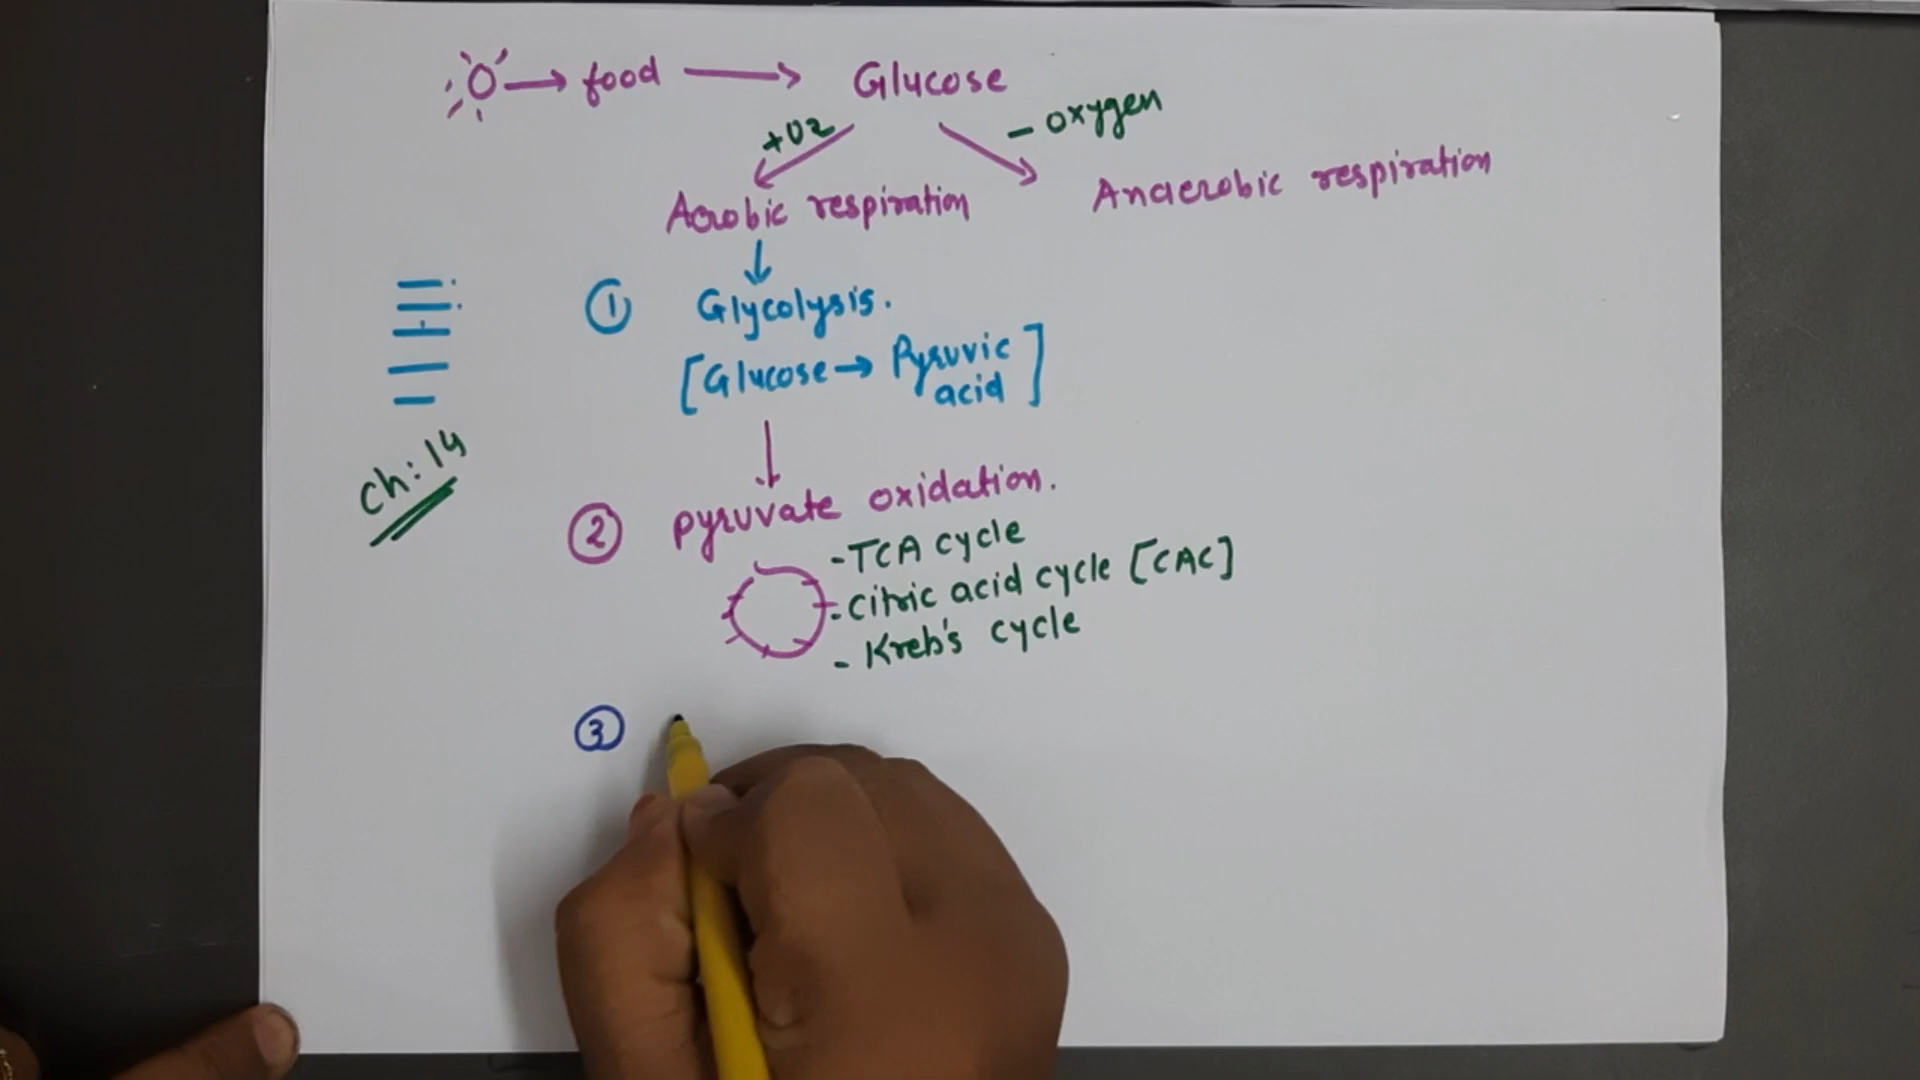 food → Glucose
+O2 - oxygen
Aerobic respiration Anaerobic respiration
① Glycolysis.
[Glucose → Pyruvic
acid]
Ch: 14
② pyruvate oxidation.
- TCA cycle
- Citric acid cycle [CAC]
- Kreb's cycle
③